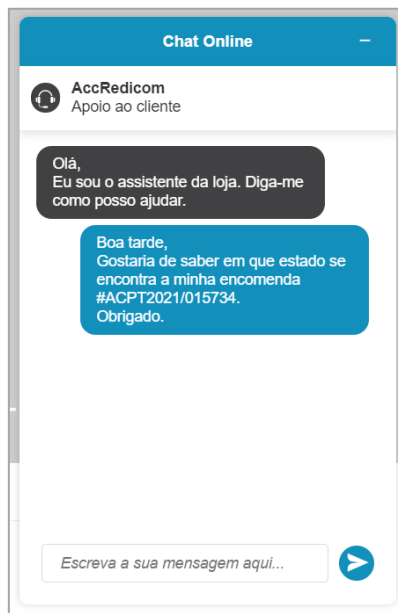 Chat Online
AccRedicom
Apoio ao cliente
Olá,
Eu sou o assistente da loja. Diga-me
como posso ajudar.
Boa tarde,
Gostaria de saber em que estado se
encontra a minha encomenda
#ACPT2021/015734.
Obrigado.
Escreva a sua mensagem aqui...